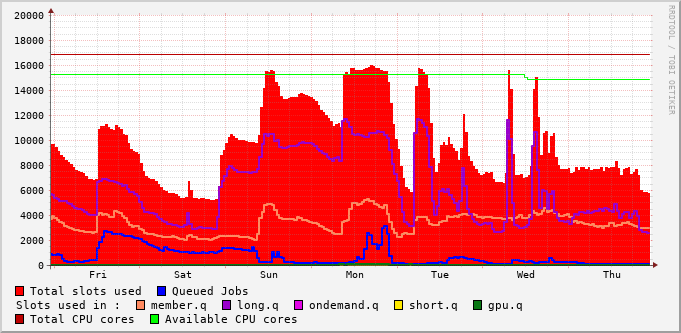 20000
18000
16000
14000
12000
10000
8000
6000
4000
2000
0
Fri Sat Sun Mon Tue Wed Thu
RRDTOOL / TOBI OETIKER
Total slots used Queued Jobs
Slots used in : member.q long.q ondemand.q short.q gpu.q
Total CPU cores Available CPU cores